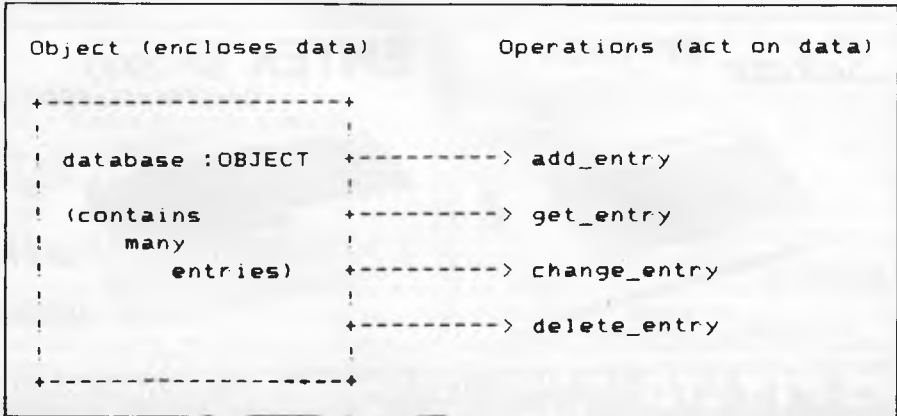 Object (encloses data) Operations (act on data)
database :OBJECT add_entry
(contains get_entry
many
entries) change_entry
delete_entry